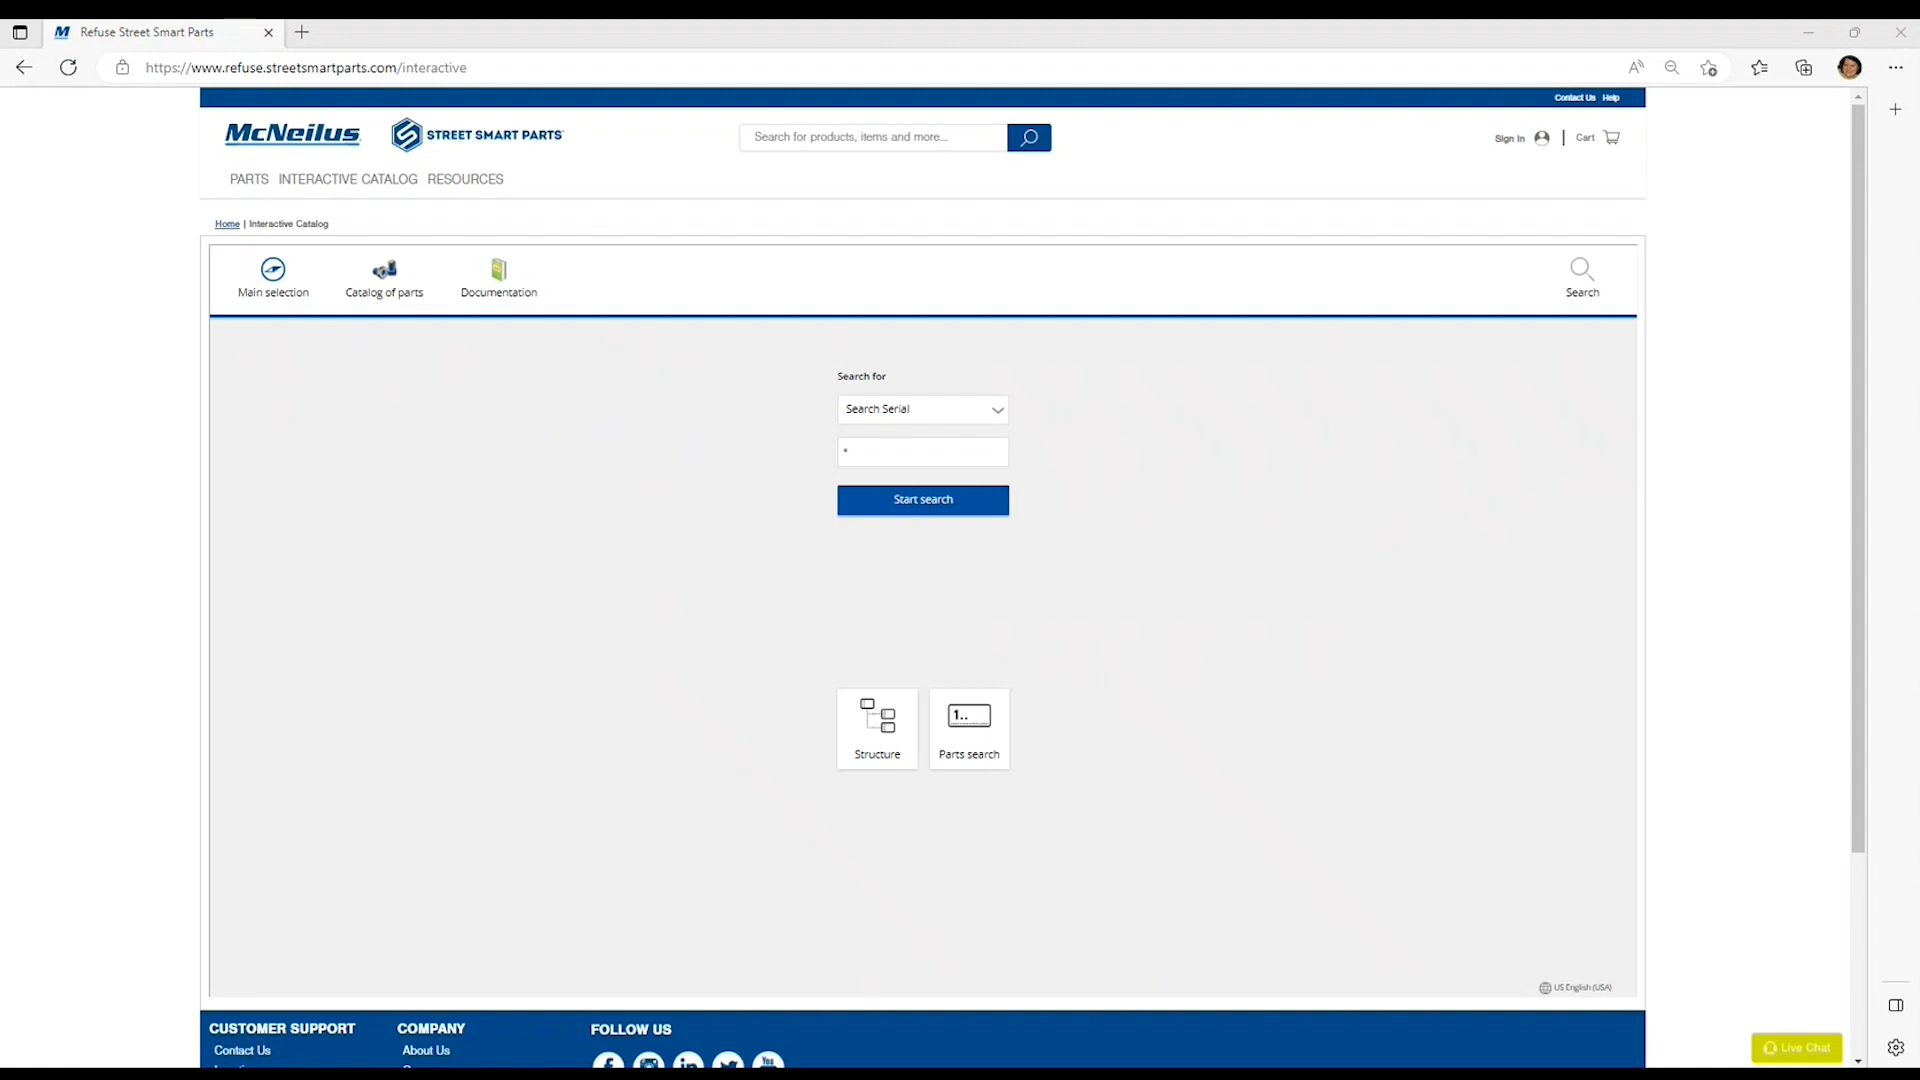 Refuse Street Smart Parts
https://www.refuse.streetsmartparts.com/interactive
Contact Us Help
McNeilus STREET SMART PARTS
Search for products, items and more...
Sign In | Cart
PARTS INTERACTIVE CATALOG RESOURCES
Home | Interactive Catalog
Main selection Catalog of parts Documentation Search
Search for
Search Serial
*
Start search
1..
Structure Parts search
US English (USA)
CUSTOMER SUPPORT COMPANY FOLLOW US
Contact Us About Us
Live Chat